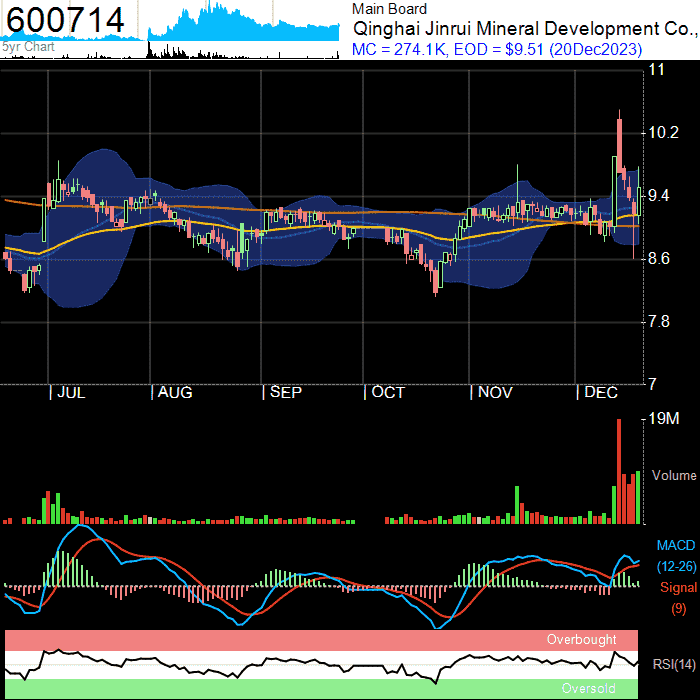 600714
5yr Chart
Main Board
Qinghai Jinrui Mineral Development Co.,
MC = 274.1K, EOD = $9.51 (20Dec2023)
11
10.2
9.4
8.6
7.8
7
| JUL | AUG | SEP | OCT | NOV | DEC
19M
Volume
MACD
(12-26)
Signal
(9)
Overbought
RSI(14)
Oversold